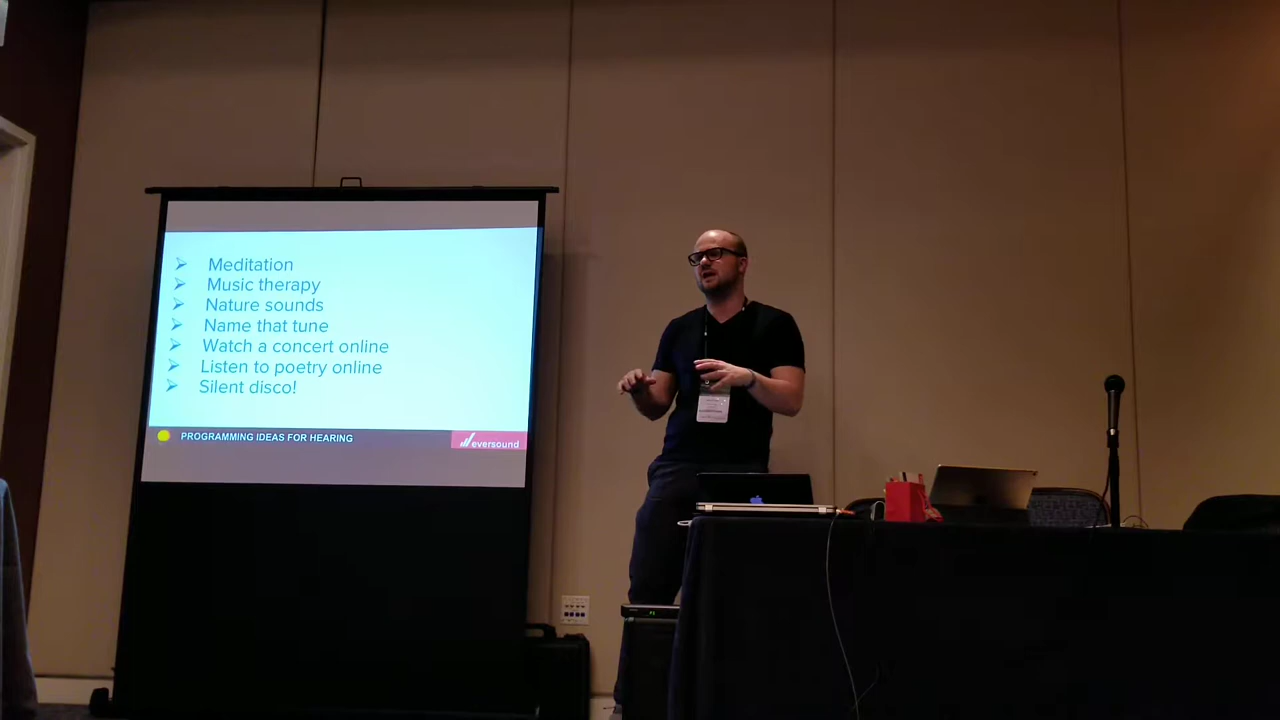 Meditation
Music therapy
Nature sounds
Name that tune
Watch a concert online
Listen to poetry online
Silent disco!
PROGRAMMING IDEAS FOR HEARING
eversound